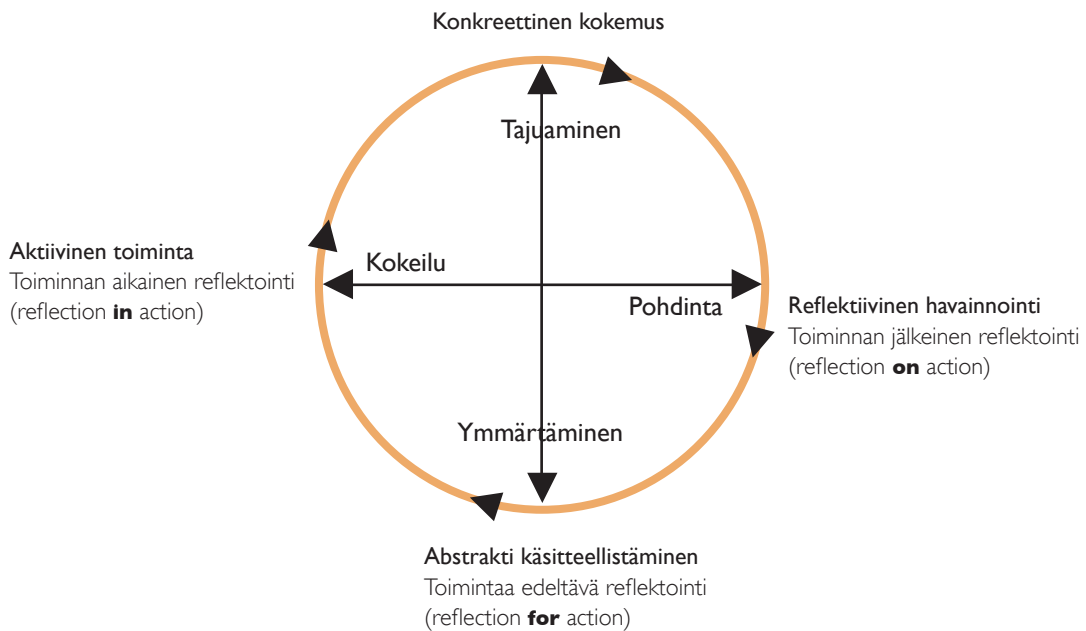 Konkreettinen kokemus
Tajuaminen
Aktiivinen toiminta
Toiminnan aikainen reflektointi
(reflection in action)
Kokeilu
Pohdinta
Reflektiivinen havainnointi
Toiminnan jälkeinen reflektointi
(reflection on action)
Ymmärtäminen
Abstrakti käsitteellistäminen
Toimintaa edeltävä reflektointi
(reflection for action)